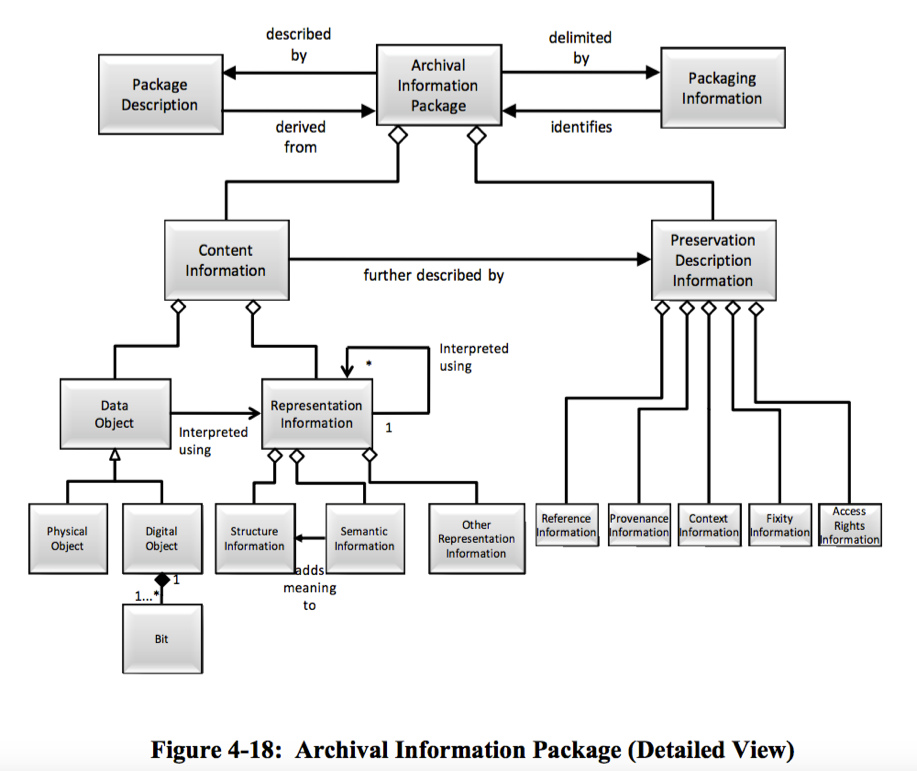 described
by
delimited
by
Archival
Information
Package
Package
Description
Packaging
Information
derived
from
identifies
Content
Information
further described by
Preservation
Description
Information
Interpreted
using
*
1
Data
Object
Interpreted
using
Representation
Information
Physical
Object
Digital
Object
Structure
Information
Semantic
Information
adds
meaning
to
Other
Representation
Information
Reference
Information
Provenance
Information
Context
Information
Fixity
Information
Access
Rights
Information
1
1...*
Bit
Figure 4-18: Archival Information Package (Detailed View)